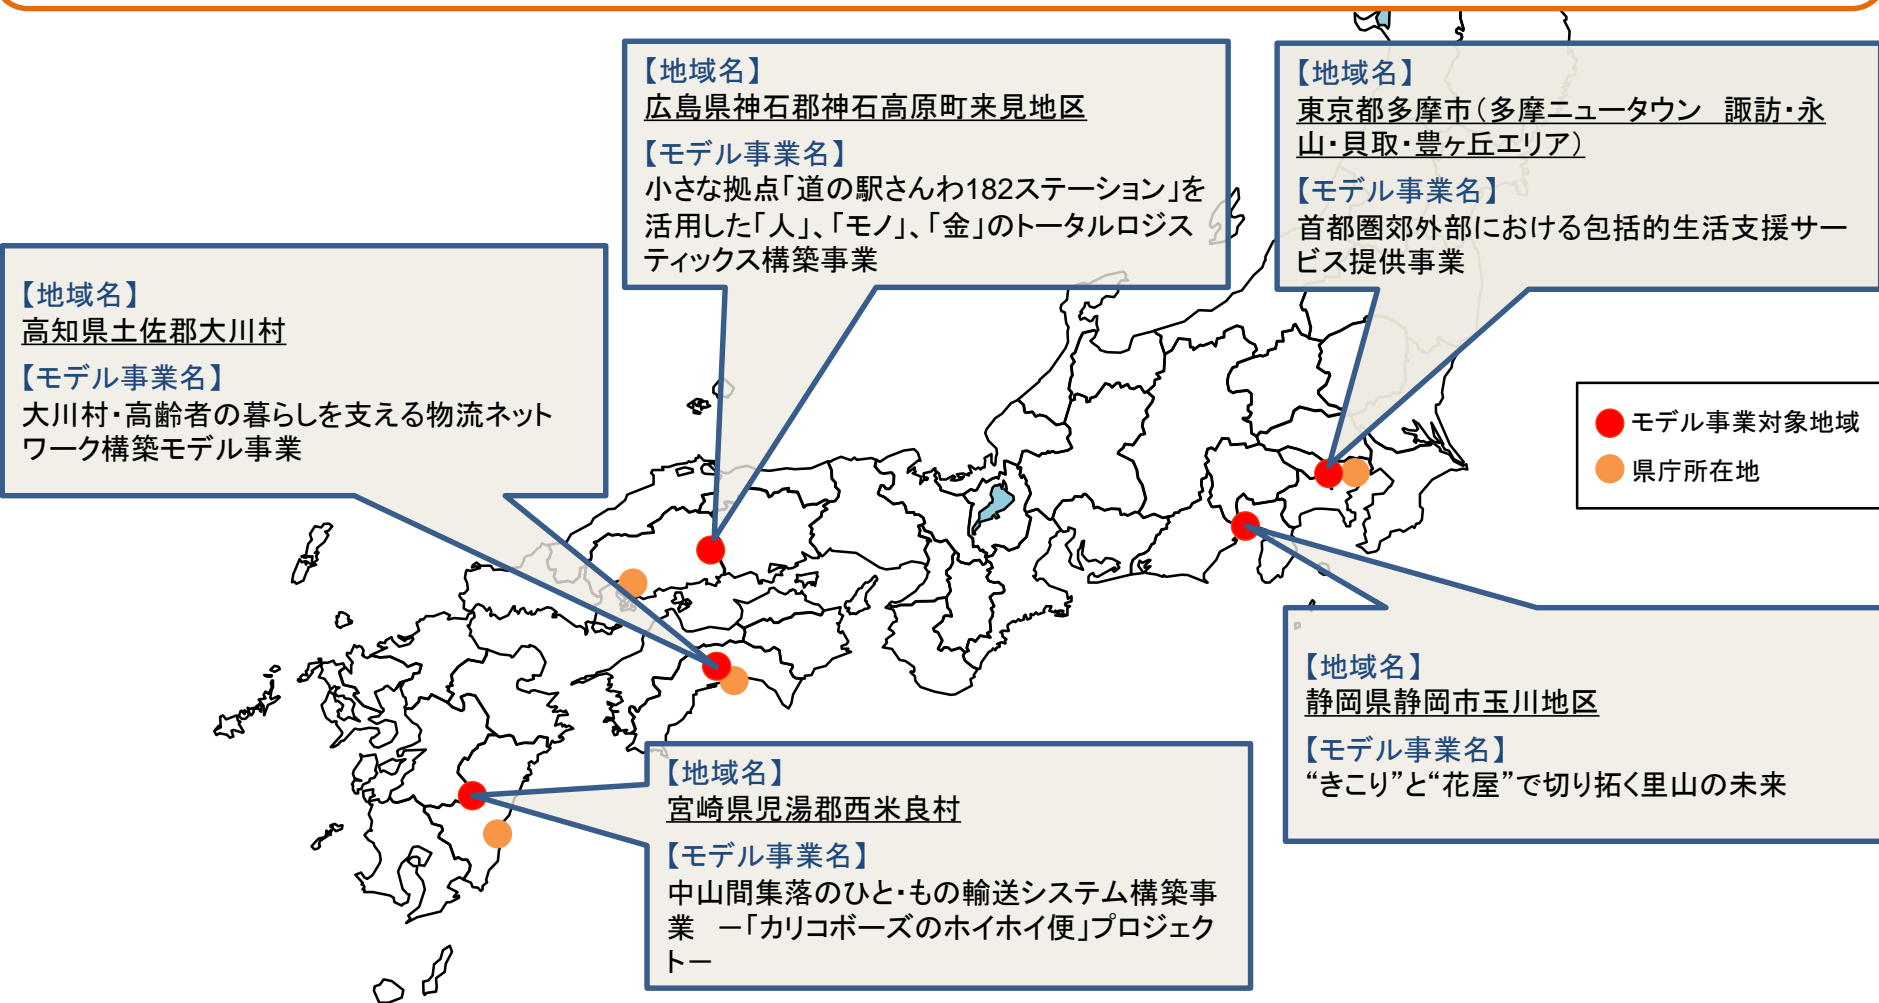 【地域名】
広島県神石郡神石高原町来見地区
【モデル事業名】
小さな拠点「道の駅さんわ182ステーション」を
活用した「人」、「モノ」、「金」のトータルロジス
ティックス構築事業
【地域名】
東京都多摩市（多摩ニュータウン　諏訪・永
山・貝取・豊ヶ丘エリア）
【モデル事業名】
首都圏郊外部における包括的生活支援サー
ビス提供事業
【地域名】
高知県土佐郡大川村
【モデル事業名】
大川村・高齢者の暮らしを支える物流ネット
ワーク構築モデル事業
モデル事業対象地域
県庁所在地
【地域名】
静岡県静岡市玉川地区
【モデル事業名】
“きこり”と“花屋”で切り拓く里山の未来
【地域名】
宮崎県児湯郡西米良村
【モデル事業名】
中山間集落のひと・もの輸送システム構築事
業　－「カリコボーズのホイホイ便」プロジェク
ト－